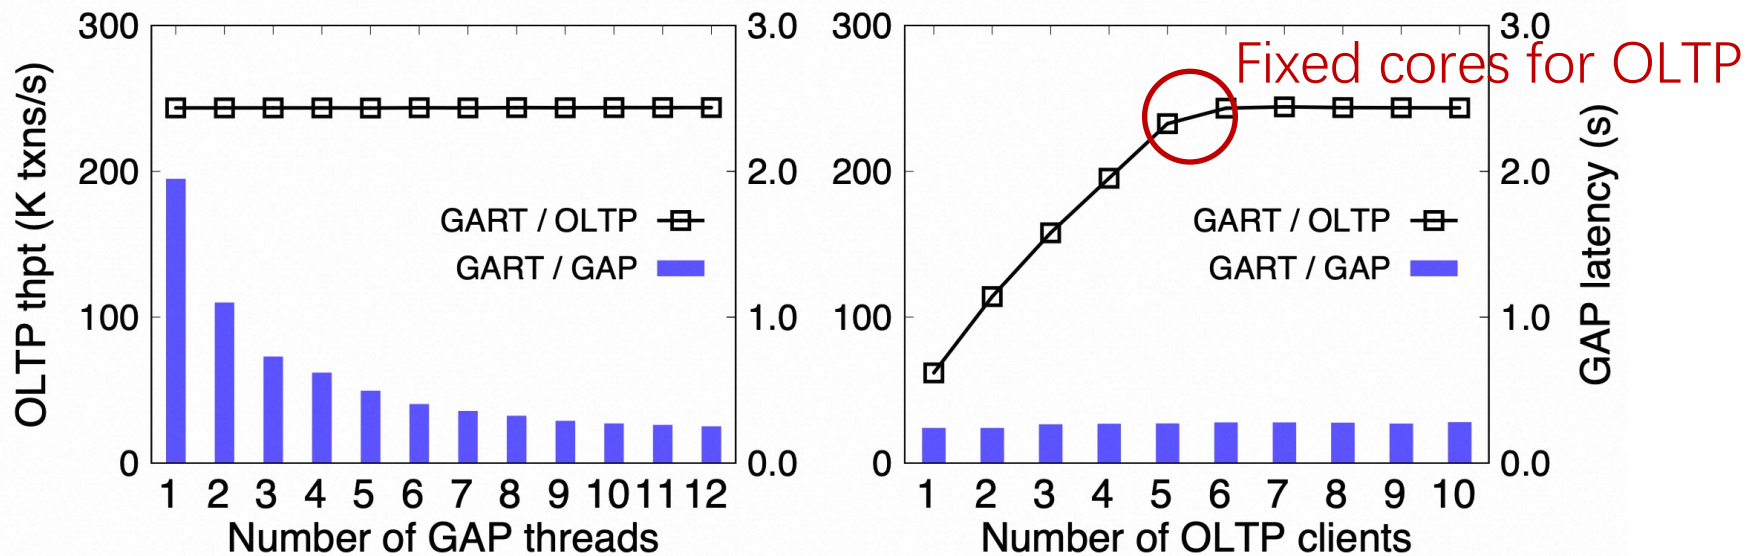 300
200
100
0
3.0
2.0
1.0
0.0
OLTP thpt (K txns/s)
GART / OLTP
GART / GAP
1 2 3 4 5 6 7 8 9 10 11 12
Number of GAP threads
300
200
100
0
3.0
2.0
1.0
0.0
Fixed cores for OLTP
GART / OLTP
GART / GAP
GAP latency (s)
1 2 3 4 5 6 7 8 9 10
Number of OLTP clients